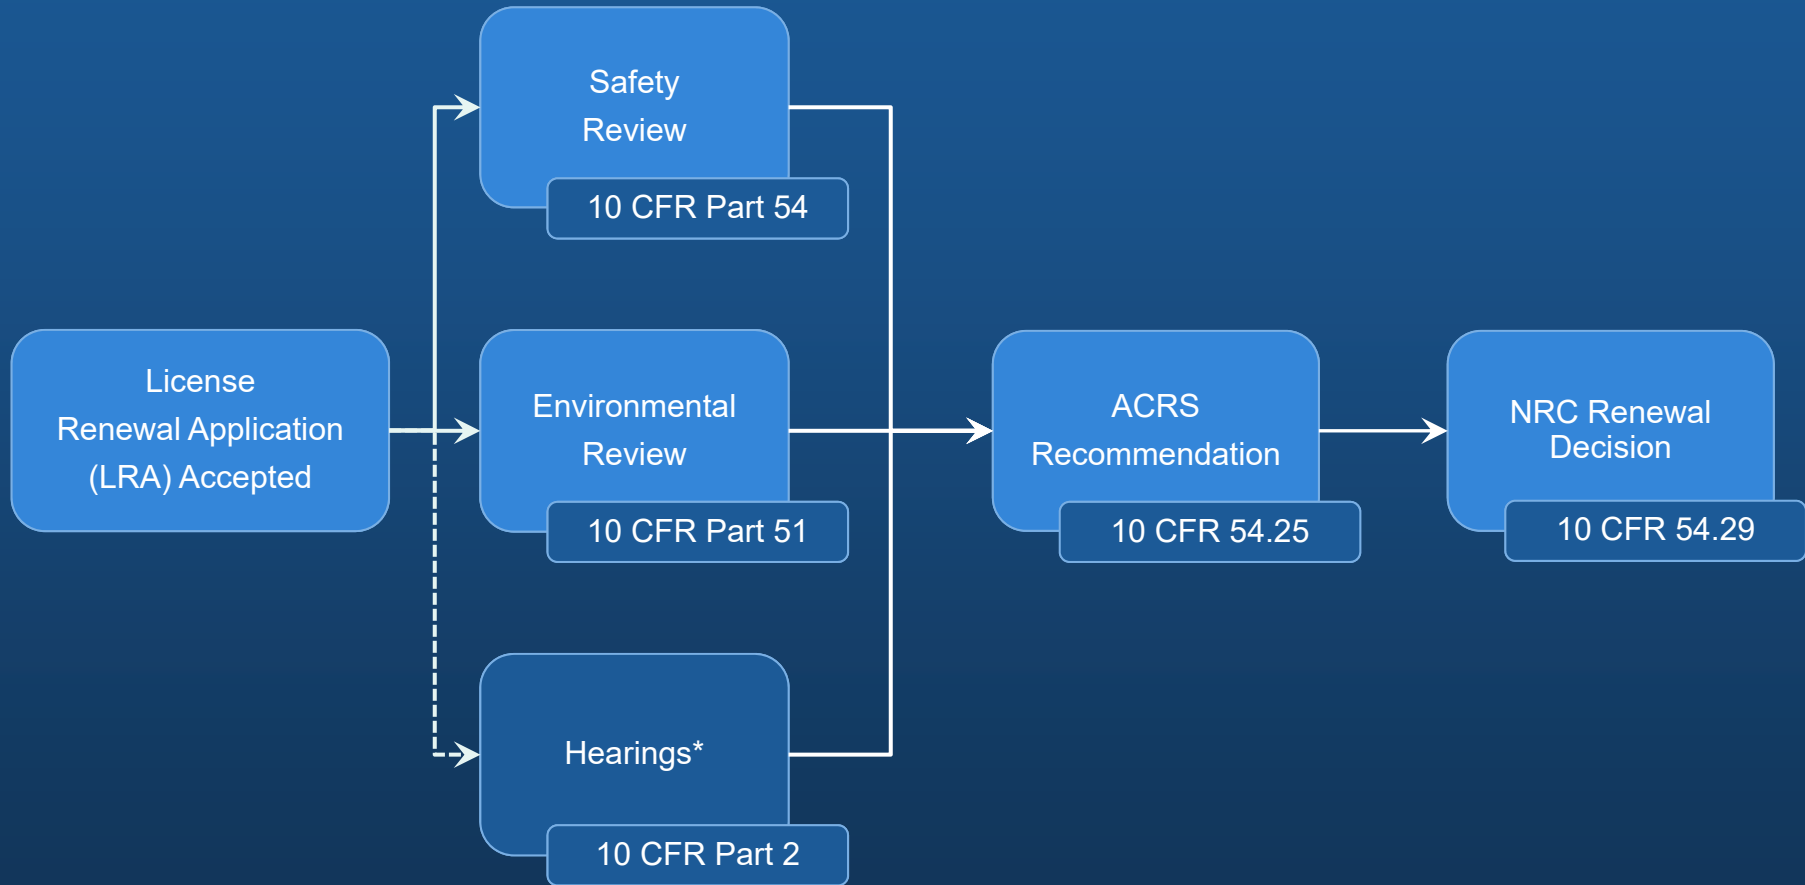 License
Renewal Application
(LRA) Accepted
Safety
Review
10 CFR Part 54
Environmental
Review
10 CFR Part 51
Hearings*
10 CFR Part 2
ACRS
Recommendation
10 CFR 54.25
NRC Renewal
Decision
10 CFR 54.29